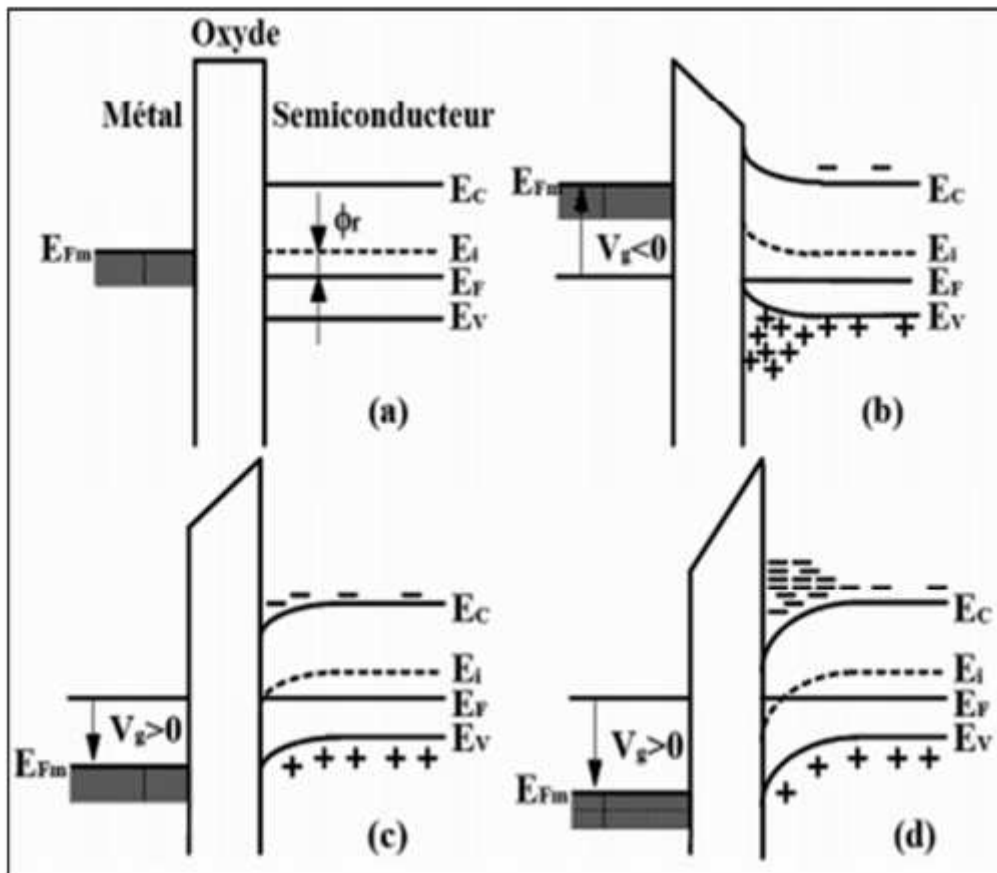 Oxyde
Métal
Semiconducteur
EC
ϕr
EFm
Ei
EF
EV
(a)
EC
EFm
Vg<0
Ei
EF
EV
+ + + + + + + + + + + +
(b)
EC
Ei
EF
Vg>0
EV
EFm
+ + + + +
(c)
EC
Ei
EF
Vg>0
EV
EFm
+ + + + +
(d)